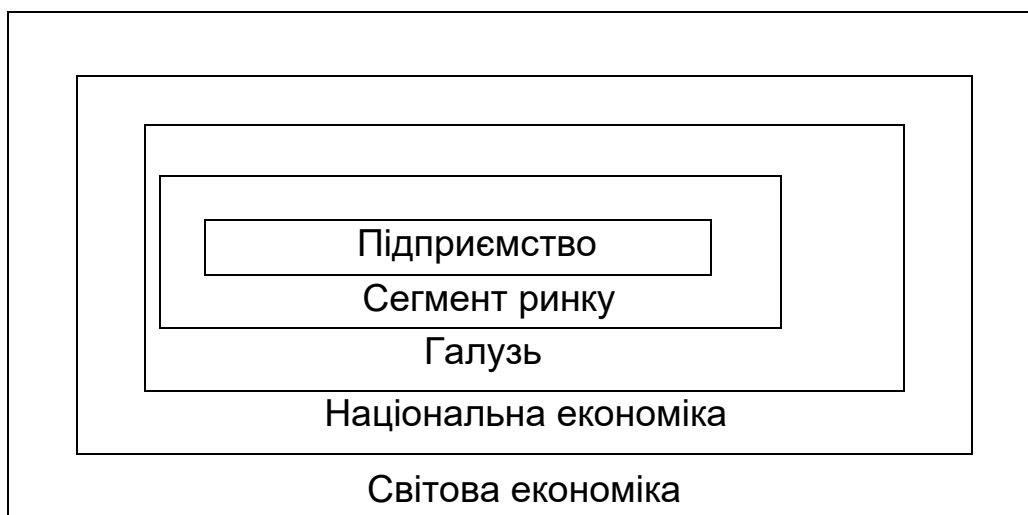 Підприємство
Сегмент ринку
Галузь
Національна економіка
Світова економіка